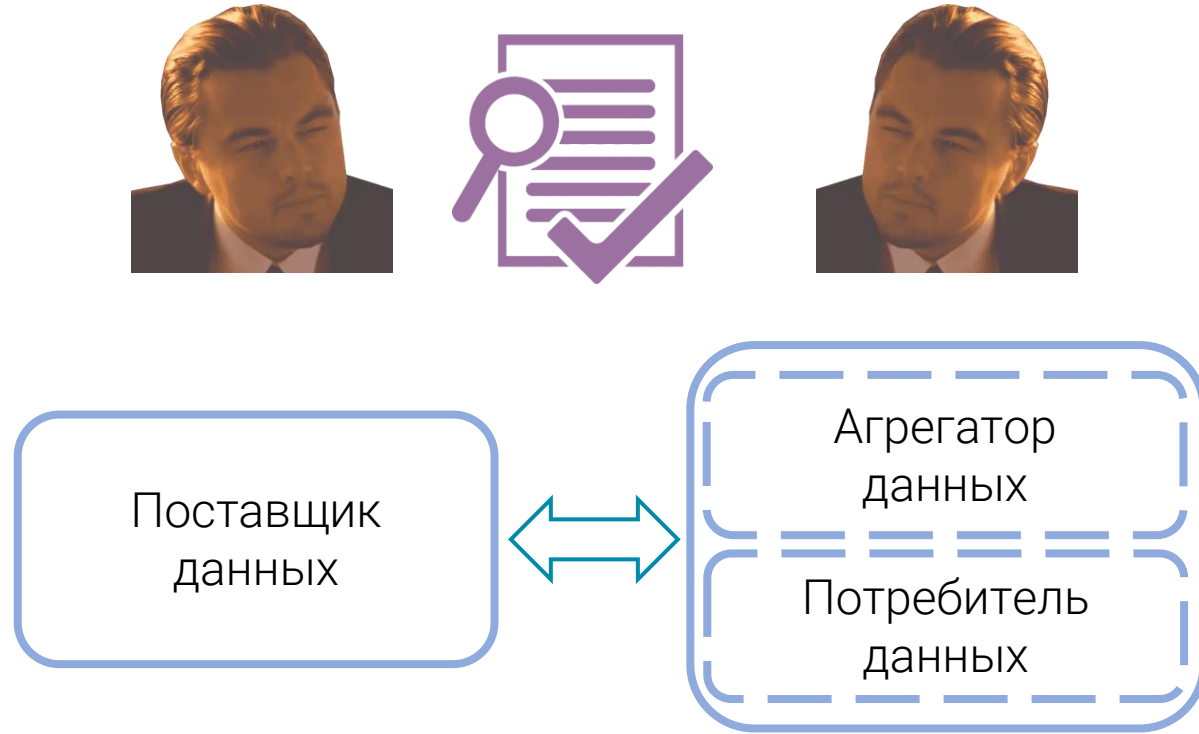 Поставщик
данных
Агрегатор
данных
Потребитель
данных